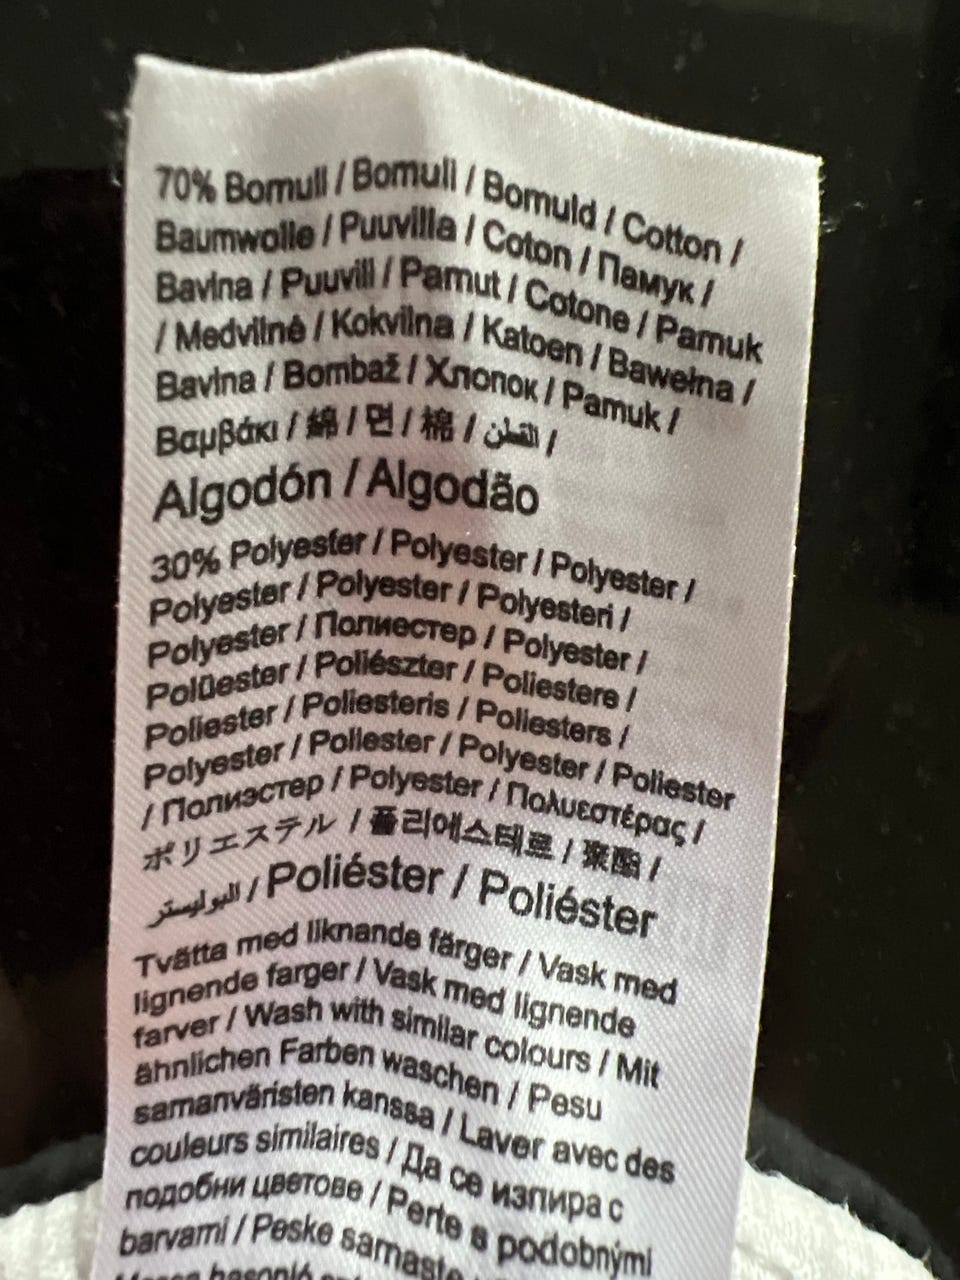 70% Bomull / Bomull / Bomuld / Cotton /
Baumwolle / Puuvilla / Coton / Памук /
Bavlna / Puuvill / Pamut / Cotone / Pamuk
/ Medvilnė / Kokvilna / Katoen / Bawełna /
Bavlna / Bombaž / Хлопок / Pamuk /
Βαμβάκι / 綿 / 면 / 棉 / القطن /
Algodón / Algodão
30% Polyester / Polyester / Polyester /
Polyester / Polyester / Polyesteri /
Polyester / Полиестер / Polyester /
Polüester / Poliészter / Poliestere /
Poliester / Poliesteris / Poliesters /
Polyester / Poliester / Polyester / Poliester
/ Полиэстер / Polyester / Πολυεστέρας /
ポリエステル / 폴리에스테르 / 聚酯 /
البوليستر / Poliéster / Poliéster
Tvätta med liknande färger / Vask med
lignende farger / Vask med lignende
farver / Wash with similar colours / Mit
ähnlichen Farben waschen / Pesu
samanväristen kanssa / Laver avec des
couleurs similaires / Да се изпира с
подобни цветове / Perte s podobnými
barvami / Peske samaste